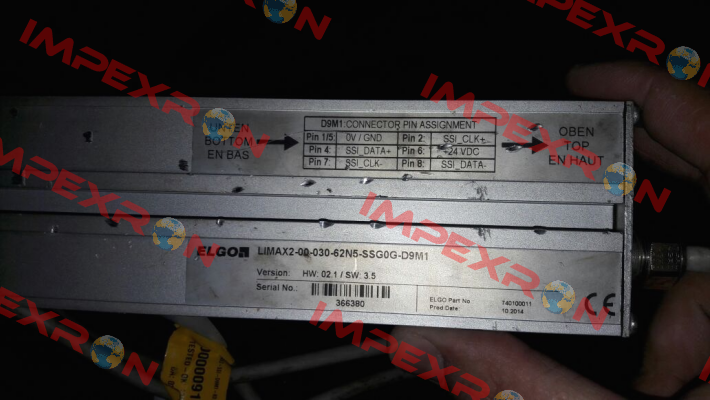 UNTEN
BOTTOM
EN BAS
D9M1:CONNECTOR PIN ASSIGNMENT
Pin 1/5: 0V / GND Pin 2: SSI_CLK+
Pin 4: SSI_DATA+ Pin 6: +24 VDC
Pin 7: SSI_CLK- Pin 8: SSI_DATA-
OBEN
TOP
EN HAUT
ELGO LIMAX2-00-030-62N5-SSG0G-D9M1
Version: HW: 02.1 / SW: 3.5
Serial No.:
366380
ELGO Part No 740100011
Prod Date: 10.2014
CE
000091
IMPEXRON
IMPEXRON
IMPEXRON
IMPEXRON
IMPEXRON
IMPEXRON